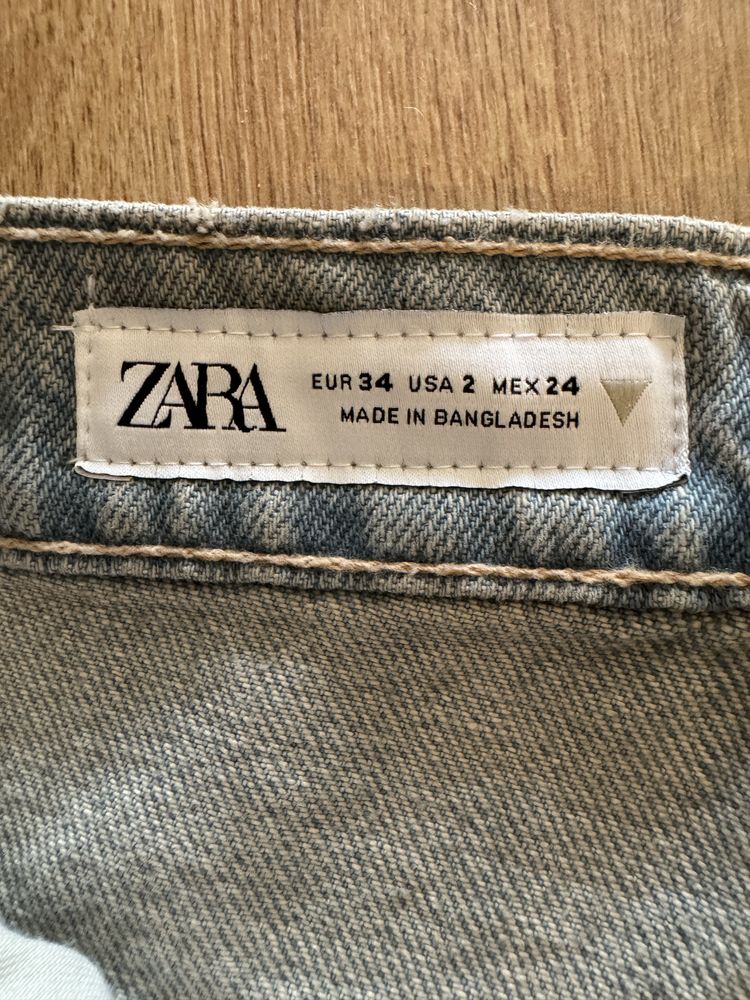 ZARA
EUR 34 USA 2 MEX 24
MADE IN BANGLADESH